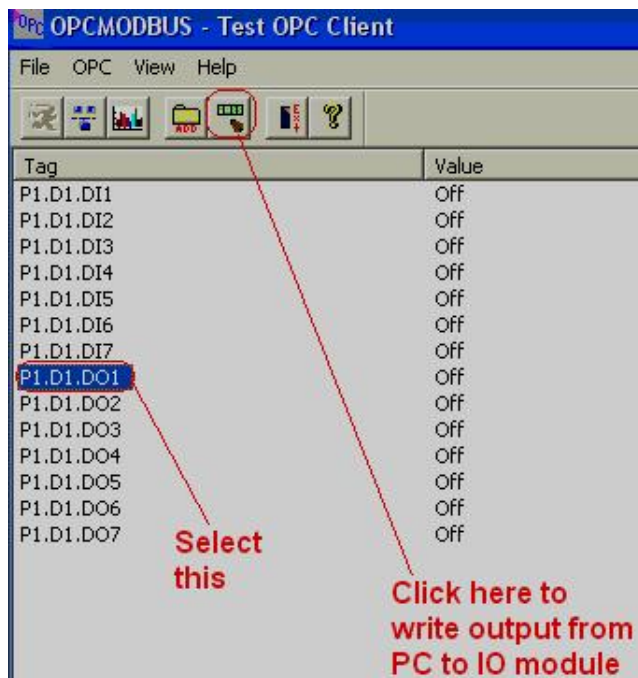 OPC OPCMODBUS - Test OPC Client
File OPC View Help
ADD EXT ?
Tag Value
P1.D1.DI1 Off
P1.D1.DI2 Off
P1.D1.DI3 Off
P1.D1.DI4 Off
P1.D1.DI5 Off
P1.D1.DI6 Off
P1.D1.DI7 Off
P1.D1.DO1 Off
P1.D1.DO2 Off
P1.D1.DO3 Off
P1.D1.DO4 Off
P1.D1.DO5 Off
P1.D1.DO6 Off
P1.D1.DO7 Off
Select
this
Click here to
write output from
PC to IO module